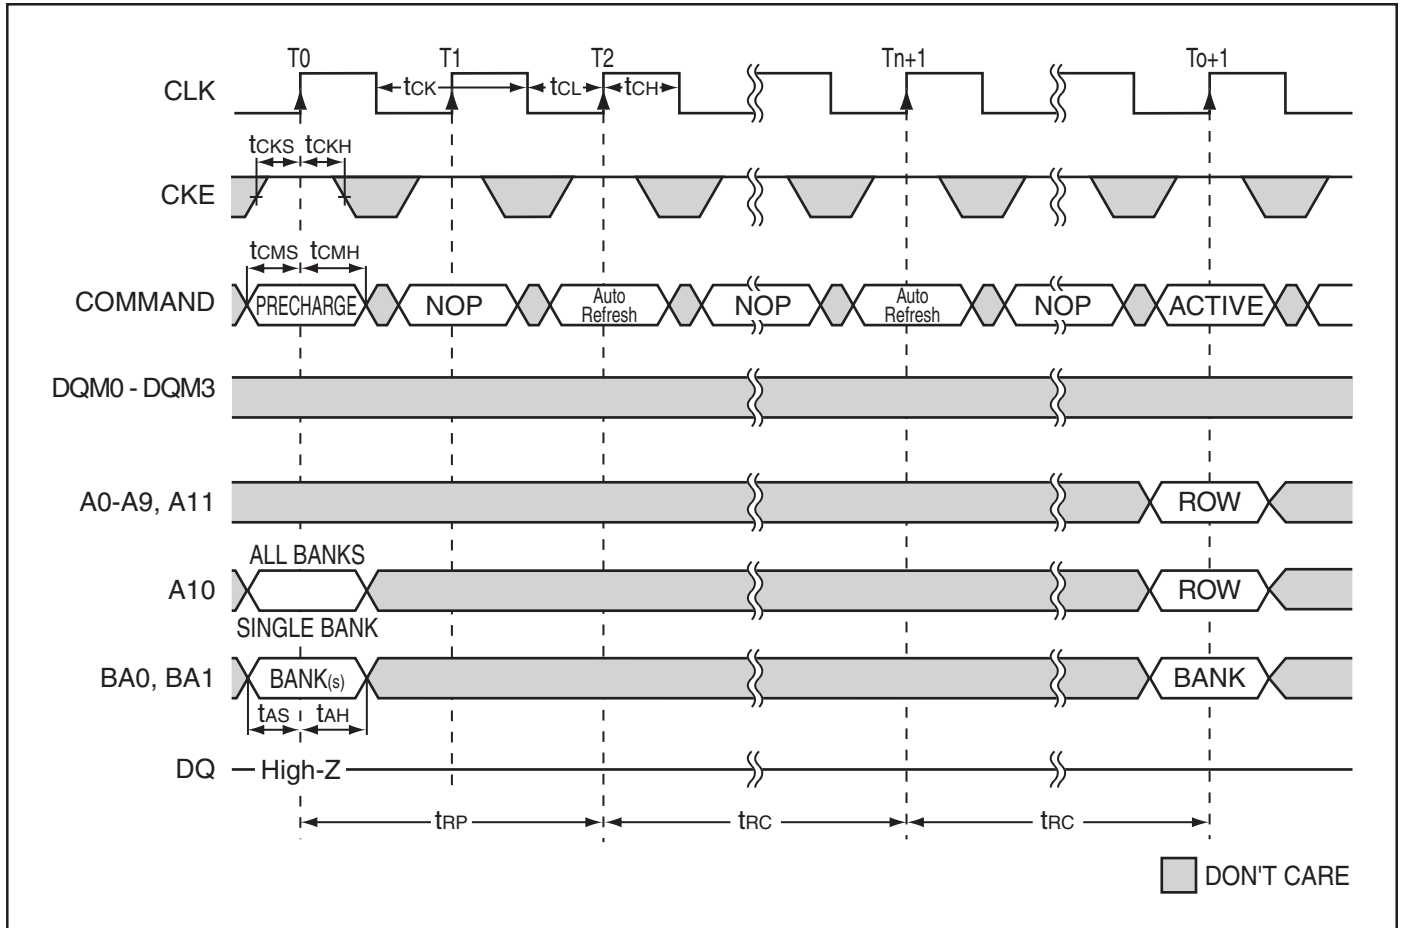 T0 T1 T2 Tn+1 To+1
CLK tCK tCL tCH
tCKS tCKH
CKE
tCMS tCMH
COMMAND PRECHARGE NOP Auto Refresh NOP Auto Refresh NOP ACTIVE
DQM0 - DQM3
A0-A9, A11 ROW
ALL BANKS
A10 ROW
SINGLE BANK
BA0, BA1 BANK(s) BANK
tAS tAH
DQ High-Z
tRP tRC tRC
DON'T CARE